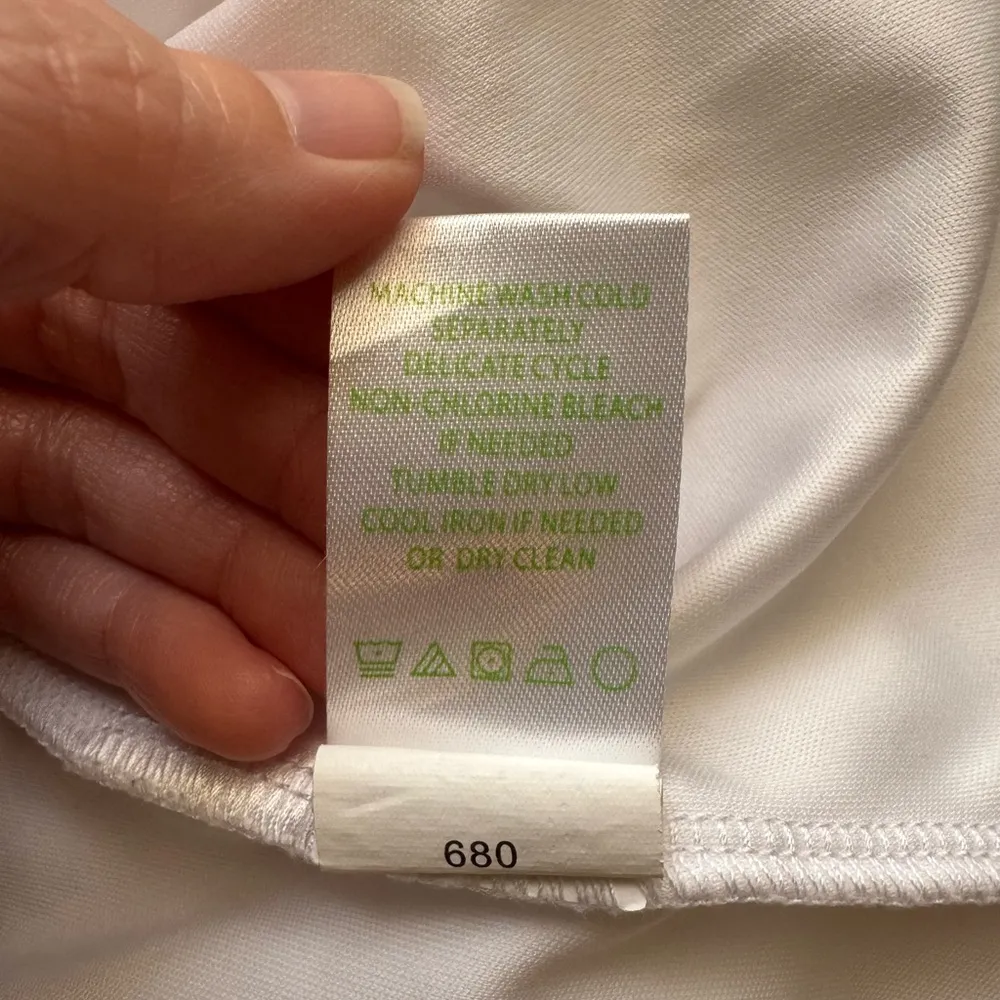 MACHINE WASH COLD
SEPARATELY
DELICATE CYCLE
NON-CHLORINE BLEACH
IF NEEDED
TUMBLE DRY LOW
COOL IRON IF NEEDED
OR DRY CLEAN
680